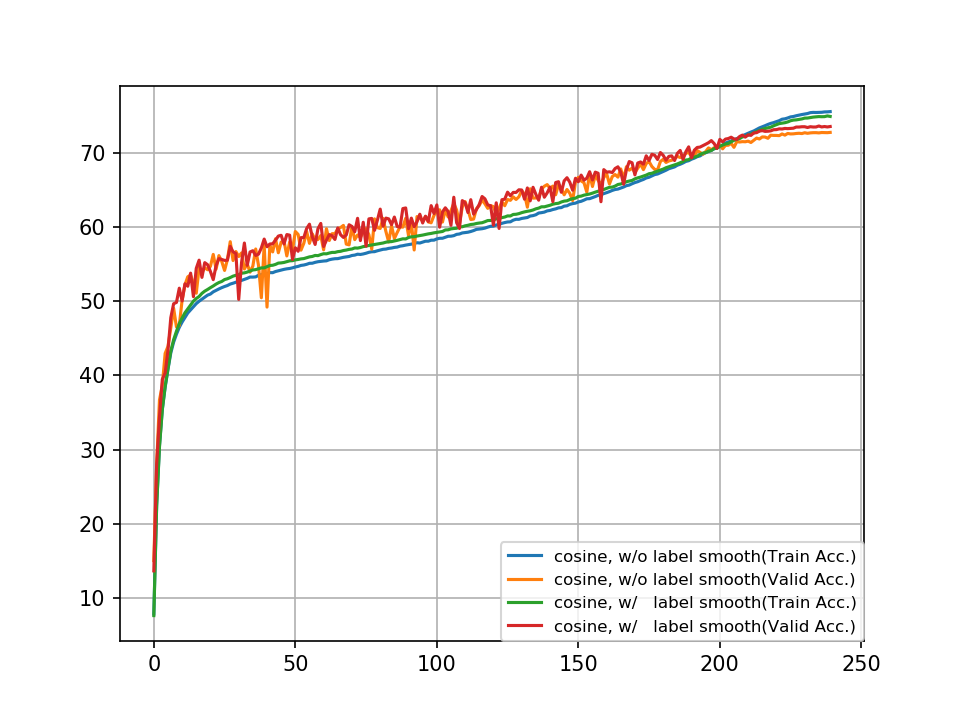 70
60
50
40
30
20
10
0 50 100 150 200 250
cosine, w/o label smooth(Train Acc.)
cosine, w/o label smooth(Valid Acc.)
cosine, w/   label smooth(Train Acc.)
cosine, w/   label smooth(Valid Acc.)